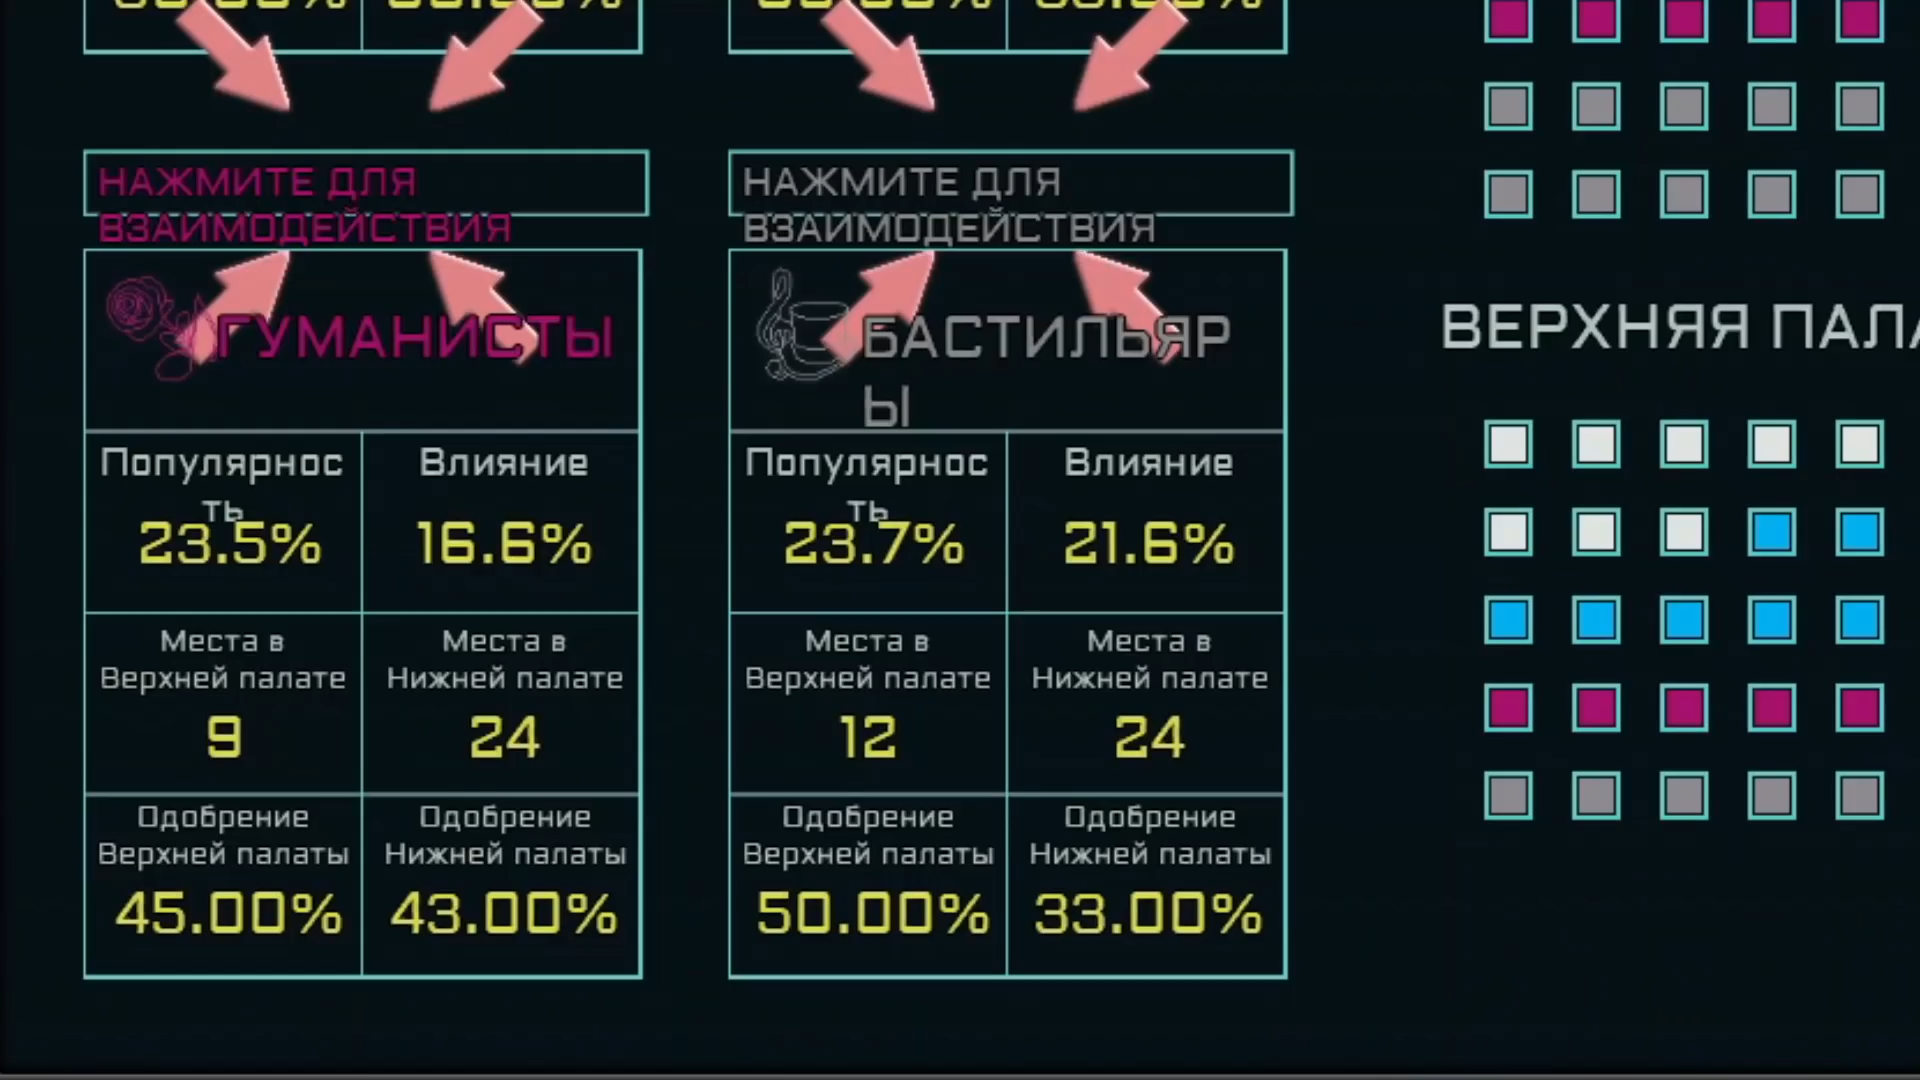 НАЖМИТЕ ДЛЯ
ВЗАИМОДЕЙСТВИЯ
ГУМАНИСТЫ
Популярнос
ть
23.5%
Влияние
16.6%
Места в
Верхней палате
9
Места в
Нижней палате
24
Одобрение
Верхней палаты
45.00%
Одобрение
Нижней палаты
43.00%
НАЖМИТЕ ДЛЯ
ВЗАИМОДЕЙСТВИЯ
БАСТИЛЬЯР
Ы
Популярнос
ть
23.7%
Влияние
21.6%
Места в
Верхней палате
12
Места в
Нижней палате
24
Одобрение
Верхней палаты
50.00%
Одобрение
Нижней палаты
33.00%
ВЕРХНЯЯ ПАЛА